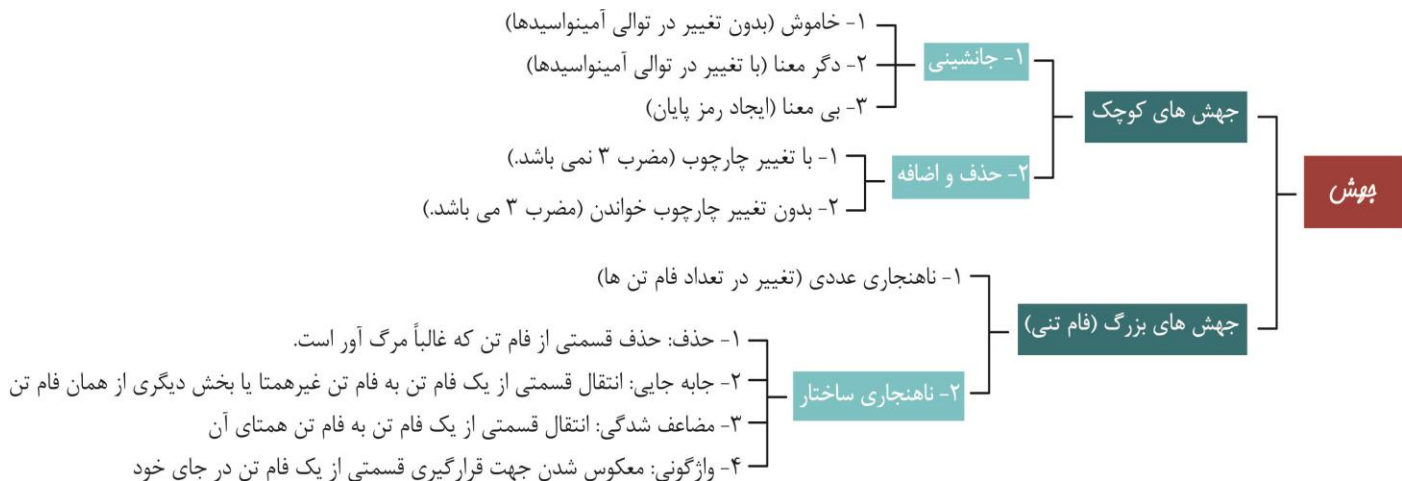 جهش
جهش های کوچک
۱- جانشینی
۱- خاموش (بدون تغییر در توالی آمینواسیدها)
۲- دگر معنا (با تغییر در توالی آمینواسیدها)
۳- بی معنا (ایجاد رمز پایان)
۲- حذف و اضافه
۱- با تغییر چارچوب (مضرب ۳ نمی باشد.)
۲- بدون تغییر چارچوب خواندن (مضرب ۳ می باشد.)
جهش های بزرگ (فام تنی)
۱- ناهنجاری عددی (تغییر در تعداد فام تن ها)
۲- ناهنجاری ساختار
۱- حذف: حذف قسمتی از فام تن که غالباً مرگ آور است.
۲- جابه جایی: انتقال قسمتی از یک فام تن به فام تن غیرهمتا یا بخش دیگری از همان فام تن
۳- مضاعف شدگی: انتقال قسمتی از یک فام تن به فام تن همتای آن
۴- واژگونی: معکوس شدن جهت قرارگیری قسمتی از یک فام تن در جای خود